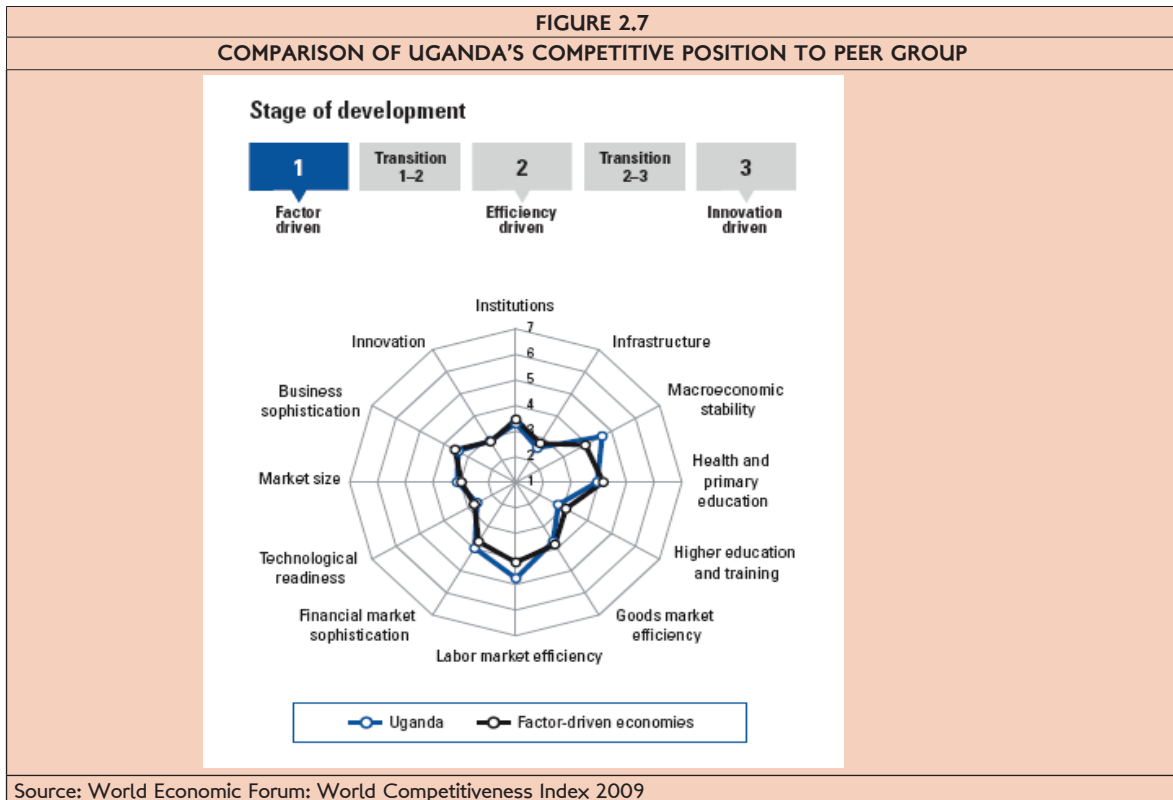 FIGURE 2.7
COMPARISON OF UGANDA'S COMPETITIVE POSITION TO PEER GROUP
Stage of development
1
Transition
1–2
2
Transition
2–3
3
Factor
driven
Efficiency
driven
Innovation
driven
Institutions
7
6
5
4
3
2
1
Infrastructure
Macroeconomic
stability
Health and
primary
education
Higher education
and training
Goods market
efficiency
Labor market efficiency
Financial market
sophistication
Technological
readiness
Market size
Business
sophistication
Innovation
Uganda
Factor-driven economies
Source: World Economic Forum: World Competitiveness Index 2009